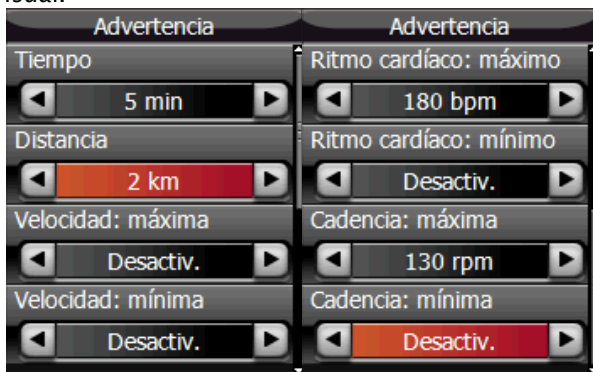 isual.
Advertencia
Tiempo
5 min
Distancia
2 km
Velocidad: máxima
Desactiv.
Velocidad: mínima
Desactiv.
Advertencia
Ritmo cardíaco: máximo
180 bpm
Ritmo cardíaco: mínimo
Desactiv.
Cadencia: máxima
130 rpm
Cadencia: mínima
Desactiv.